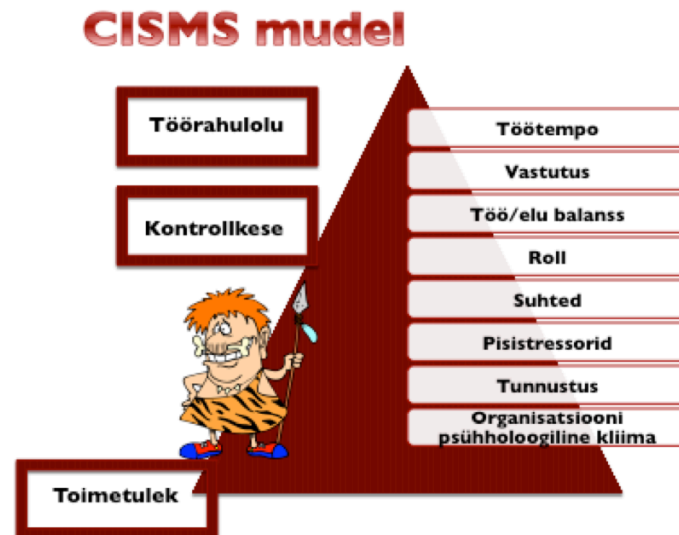 CISMS mudel
Töörahulolu
Kontrollkese
Toimetulek
Töötempo
Vastutus
Töö/elu balanss
Roll
Suhted
Pisistressorid
Tunnustus
Organisatsiooni
psühholoogiline kliima